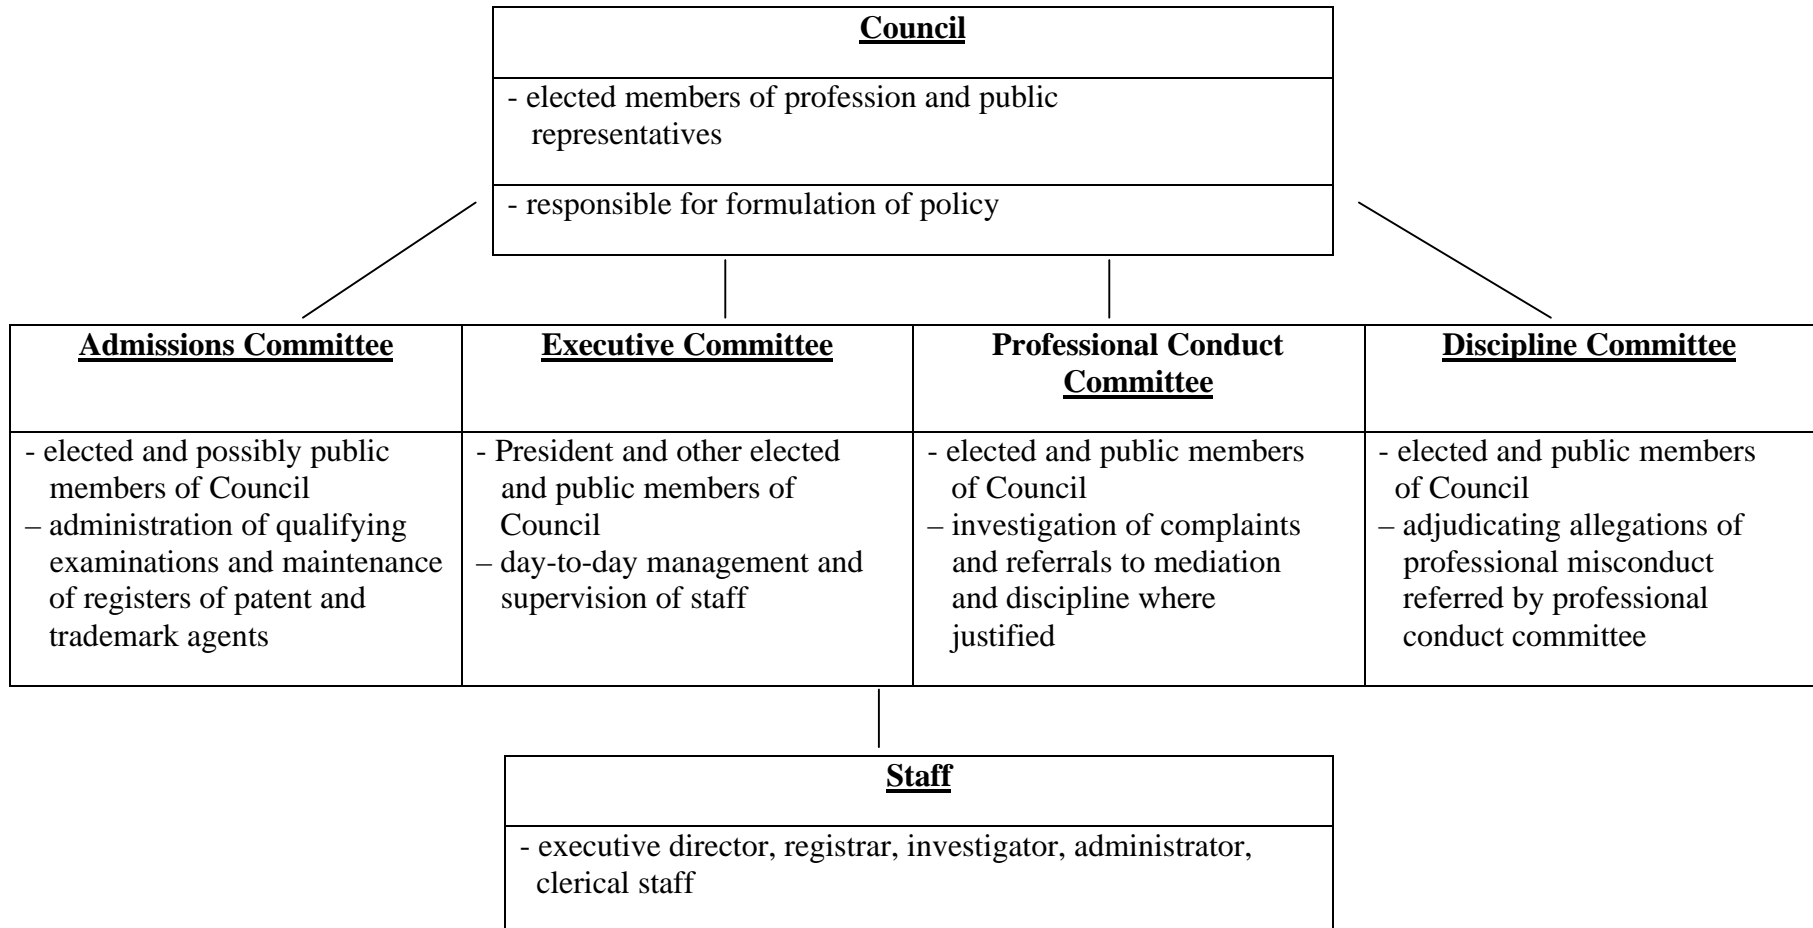 Council
- elected members of profession and public
representatives
- responsible for formulation of policy
Admissions Committee
- elected and possibly public
members of Council
– administration of qualifying
examinations and maintenance
of registers of patent and
trademark agents
Executive Committee
- President and other elected
and public members of
Council
– day-to-day management and
supervision of staff
Professional Conduct
Committee
- elected and public members
of Council
– investigation of complaints
and referrals to mediation
and discipline where
justified
Discipline Committee
- elected and public members
of Council
– adjudicating allegations of
professional misconduct
referred by professional
conduct committee
Staff
- executive director, registrar, investigator, administrator,
clerical staff